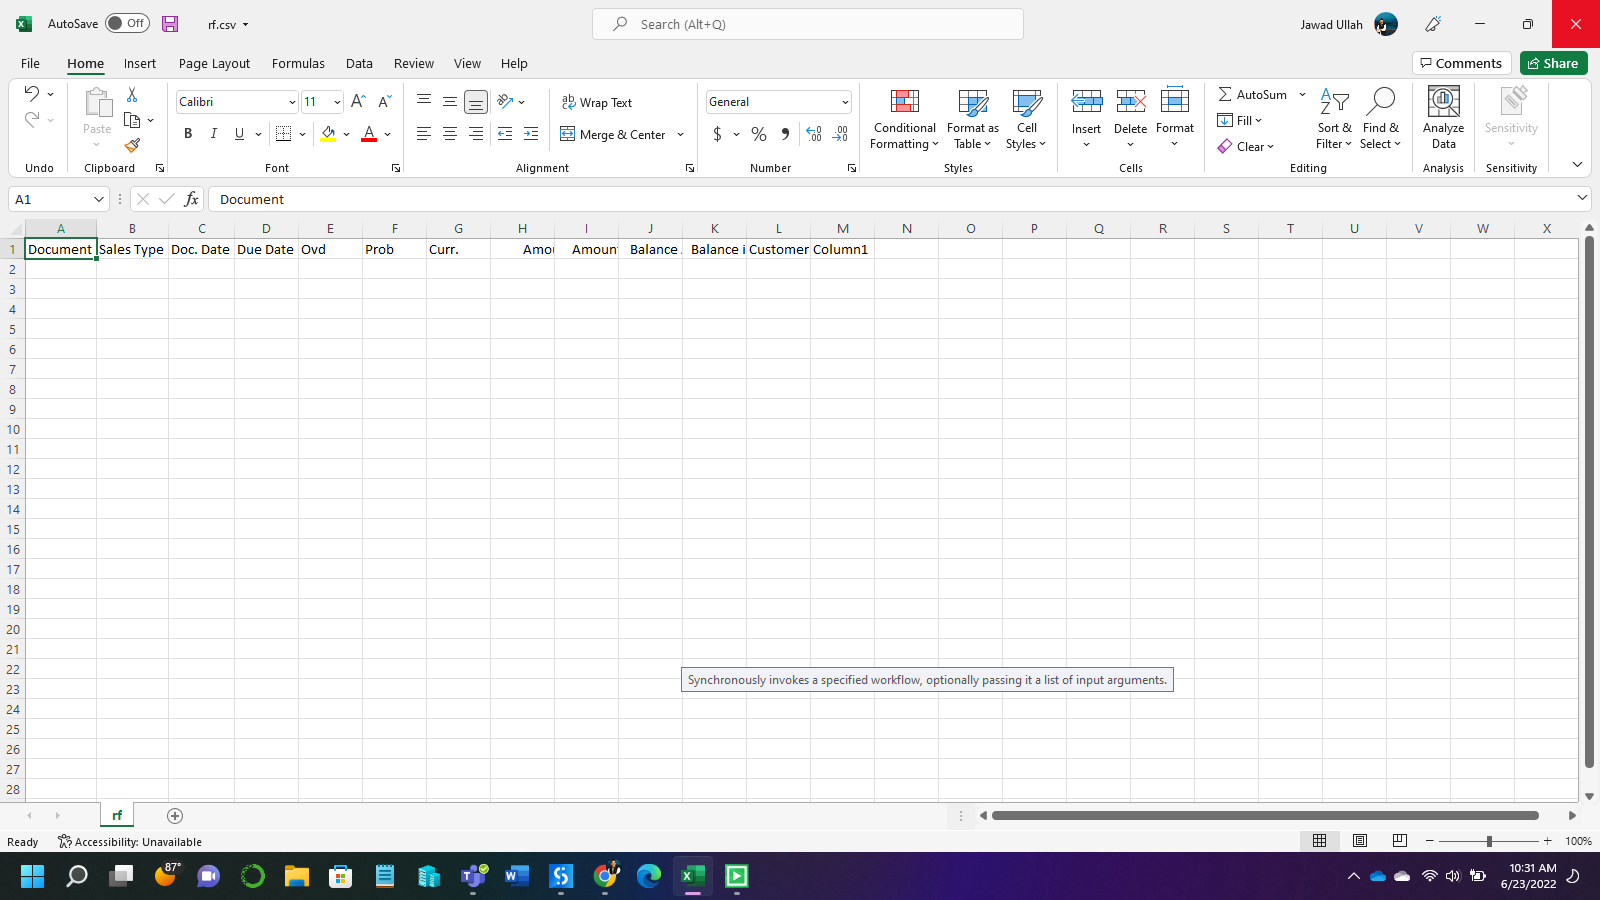 AutoSave Off rf.csv Search (Alt+Q) Jawad Ullah
File Home Insert Page Layout Formulas Data Review View Help Comments Share
Calibri 11 Wrap Text General AutoSum
Paste B I U Merge & Center $ % Conditional Formatting Format as Table Cell Styles Insert Delete Format Fill Clear Sort & Filter Find & Select Analyze Data Sensitivity
Undo Clipboard Font Alignment Number Styles Cells Editing Analysis Sensitivity
A1 fx Document
A B C D E F G H I J K L M N O P Q R S T U V W X
1 Document Sales Type Doc. Date Due Date Ovd Prob Curr. Amou Amoun Balance Balance i Customer Column1
2
3
4
5
6
7
8
9
10
11
12
13
14
15
16
17
18
19
20
21
22
Synchronously invokes a specified workflow, optionally passing it a list of input arguments.
23
24
25
26
27
28
rf
Ready Accessibility: Unavailable 100%
87° 10:31 AM
6/23/2022